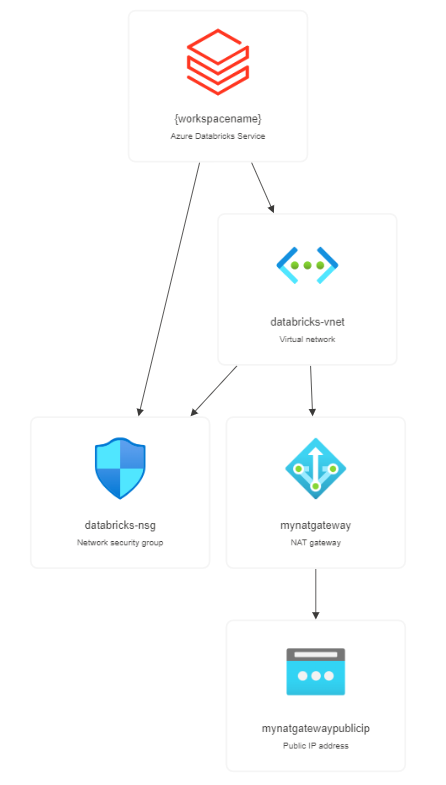 {workspacename}
Azure Databricks Service
databricks-vnet
Virtual network
databricks-nsg
Network security group
mynatgateway
NAT gateway
mynatgatewaypublicip
Public IP address